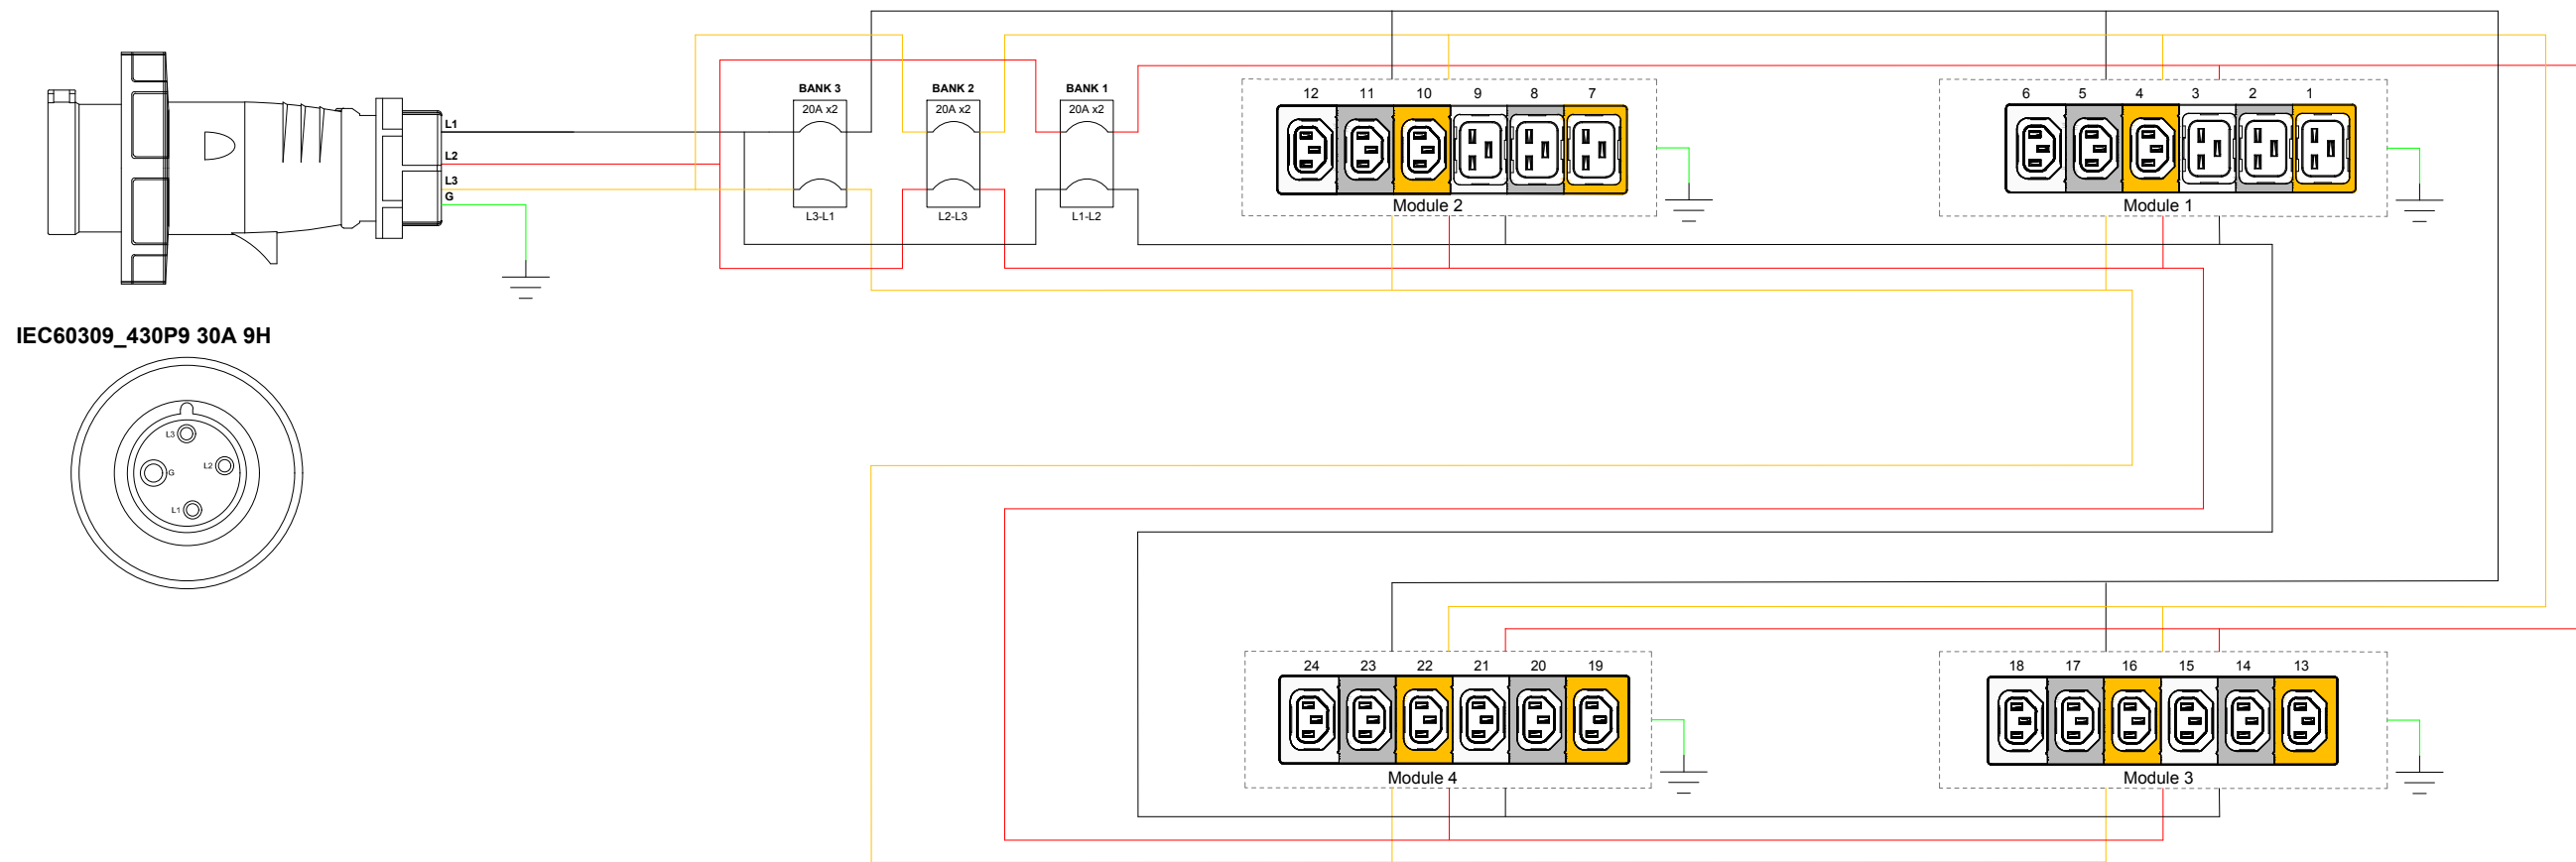 L1
L2
L3
G
BANK 3
20A x2
L3-L1
BANK 2
20A x2
L2-L3
BANK 1
20A x2
L1-L2
12 11 10 9 8 7
Module 2
6 5 4 3 2 1
Module 1
IEC60309_430P9 30A 9H
L3
G
L2
L1
24 23 22 21 20 19
Module 4
18 17 16 15 14 13
Module 3